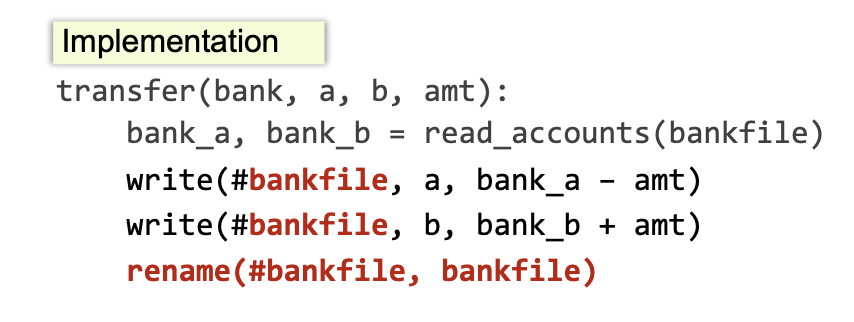 Implementation
transfer(bank, a, b, amt):
bank_a, bank_b = read_accounts(bankfile)
write(#bankfile, a, bank_a – amt)
write(#bankfile, b, bank_b + amt)
rename(#bankfile, bankfile)